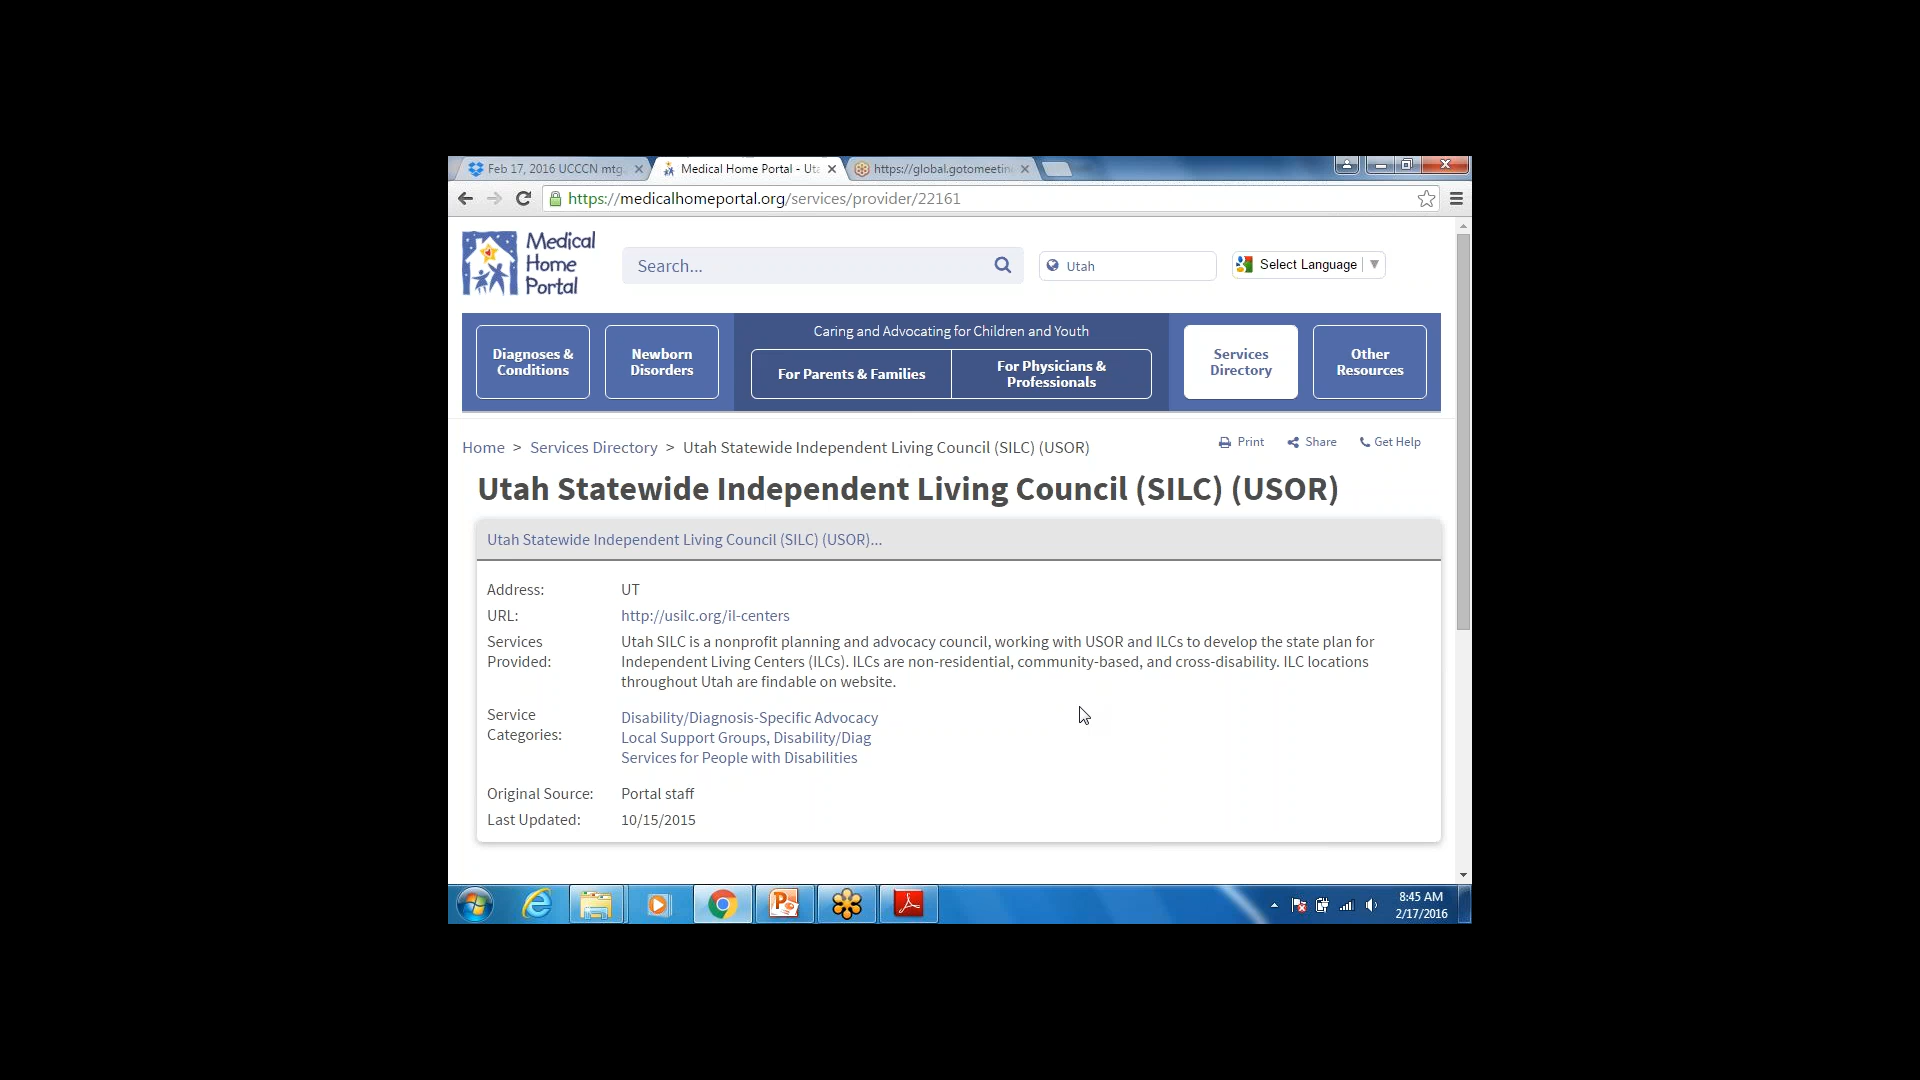 Feb 17, 2016 UCCCN mtg
Medical Home Portal - Uta
https://global.gotomeetin
https://medicalhomeportal.org/services/provider/22161
Medical
Home
Portal
Search...
Utah
Select Language
Diagnoses &
Conditions
Newborn
Disorders
Caring and Advocating for Children and Youth
For Parents & Families
For Physicians &
Professionals
Services
Directory
Other
Resources
Home > Services Directory > Utah Statewide Independent Living Council (SILC) (USOR)
Print
Share
Get Help
Utah Statewide Independent Living Council (SILC) (USOR)
Utah Statewide Independent Living Council (SILC) (USOR)...
Address: UT
URL: http://usilc.org/il-centers
Services Provided: Utah SILC is a nonprofit planning and advocacy council, working with USOR and ILCs to develop the state plan for
Independent Living Centers (ILCs). ILCs are non-residential, community-based, and cross-disability. ILC locations
throughout Utah are findable on website.
Service Categories: Disability/Diagnosis-Specific Advocacy
Local Support Groups, Disability/Diag
Services for People with Disabilities
Original Source: Portal staff
Last Updated: 10/15/2015
8:45 AM
2/17/2016